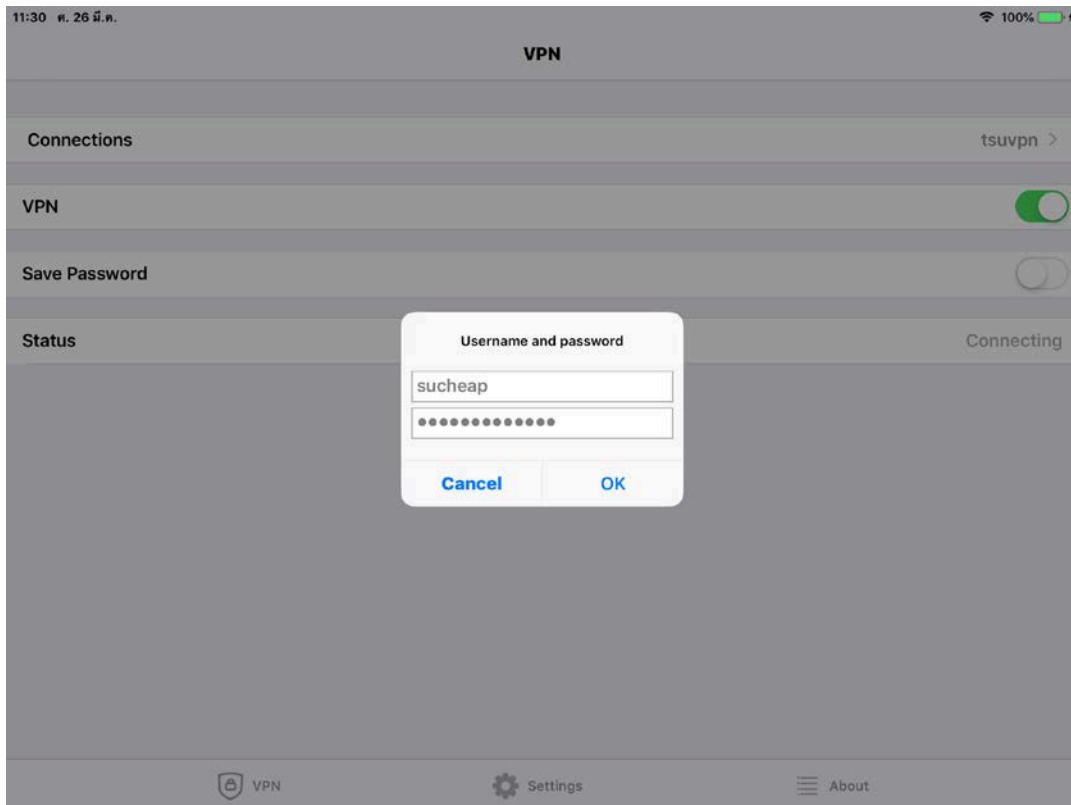 11:30 ศ. 26 มี.ค.
100%
VPN
Connections
tsuvpn
VPN
Save Password
Status
Connecting
Username and password
sucheap
•••••••••••••
Cancel
OK
VPN
Settings
About